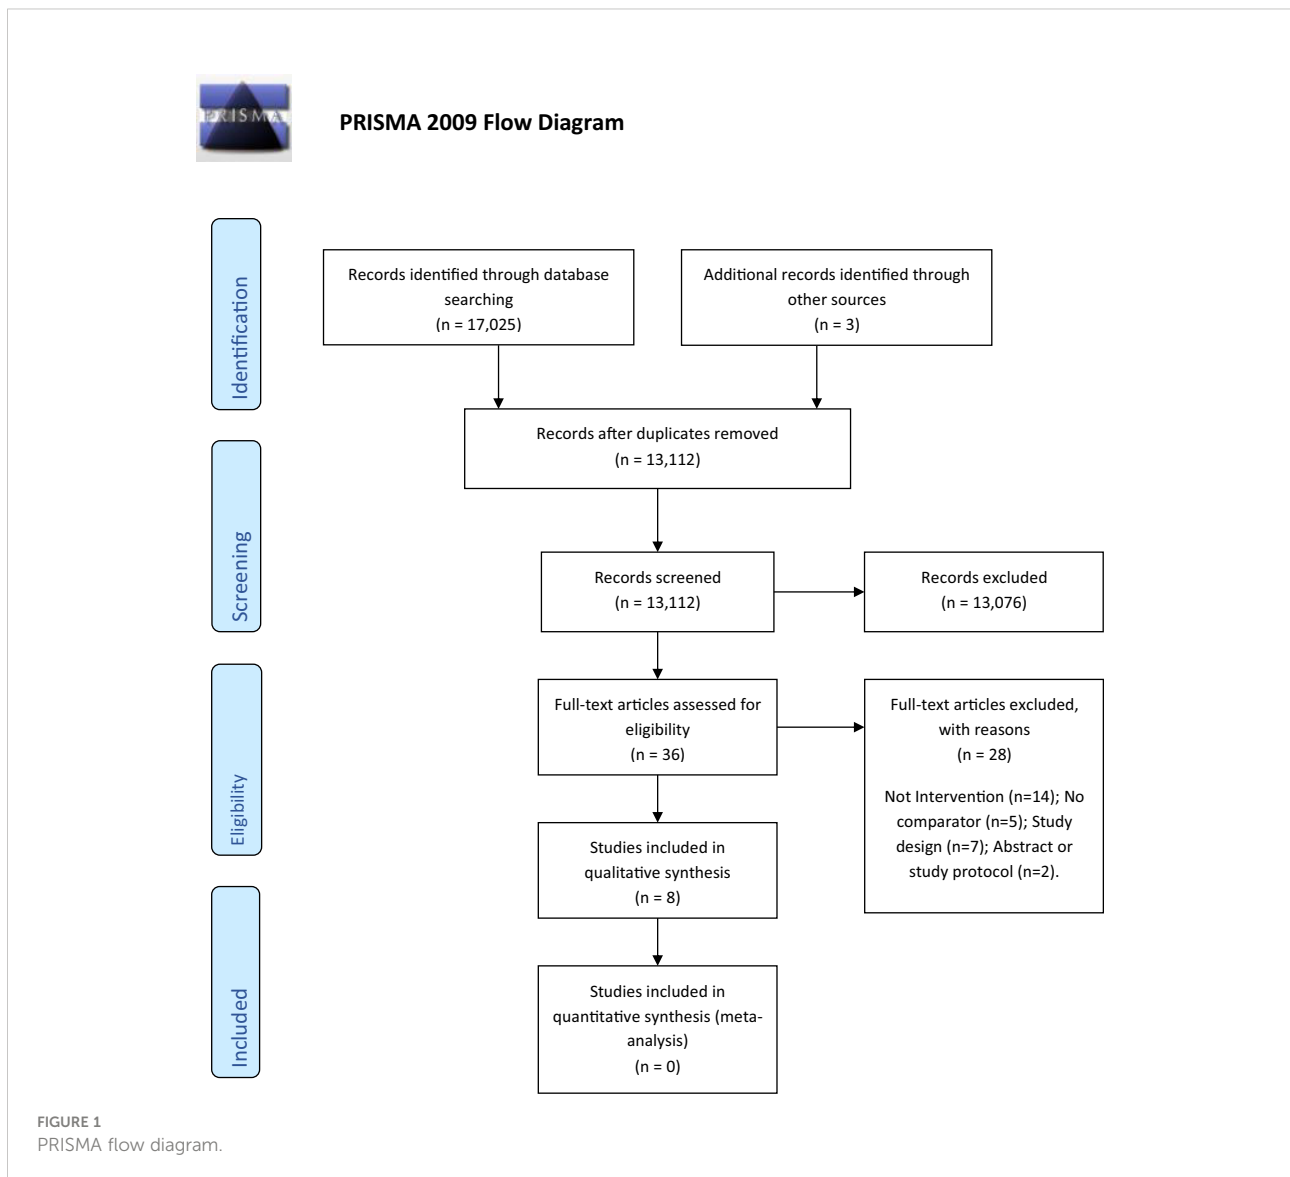 PRISMA
PRISMA 2009 Flow Diagram
Identification
Records identified through database
searching
(n = 17,025)
Additional records identified through
other sources
(n = 3)
Records after duplicates removed
(n = 13,112)
Screening
Records screened
(n = 13,112)
Records excluded
(n = 13,076)
Eligibility
Full-text articles assessed for
eligibility
(n = 36)
Full-text articles excluded,
with reasons
(n = 28)
Not Intervention (n=14); No
comparator (n=5); Study
design (n=7); Abstract or
study protocol (n=2).
Studies included in
qualitative synthesis
(n = 8)
Included
Studies included in
quantitative synthesis (meta-
analysis)
(n = 0)
FIGURE 1
PRISMA flow diagram.